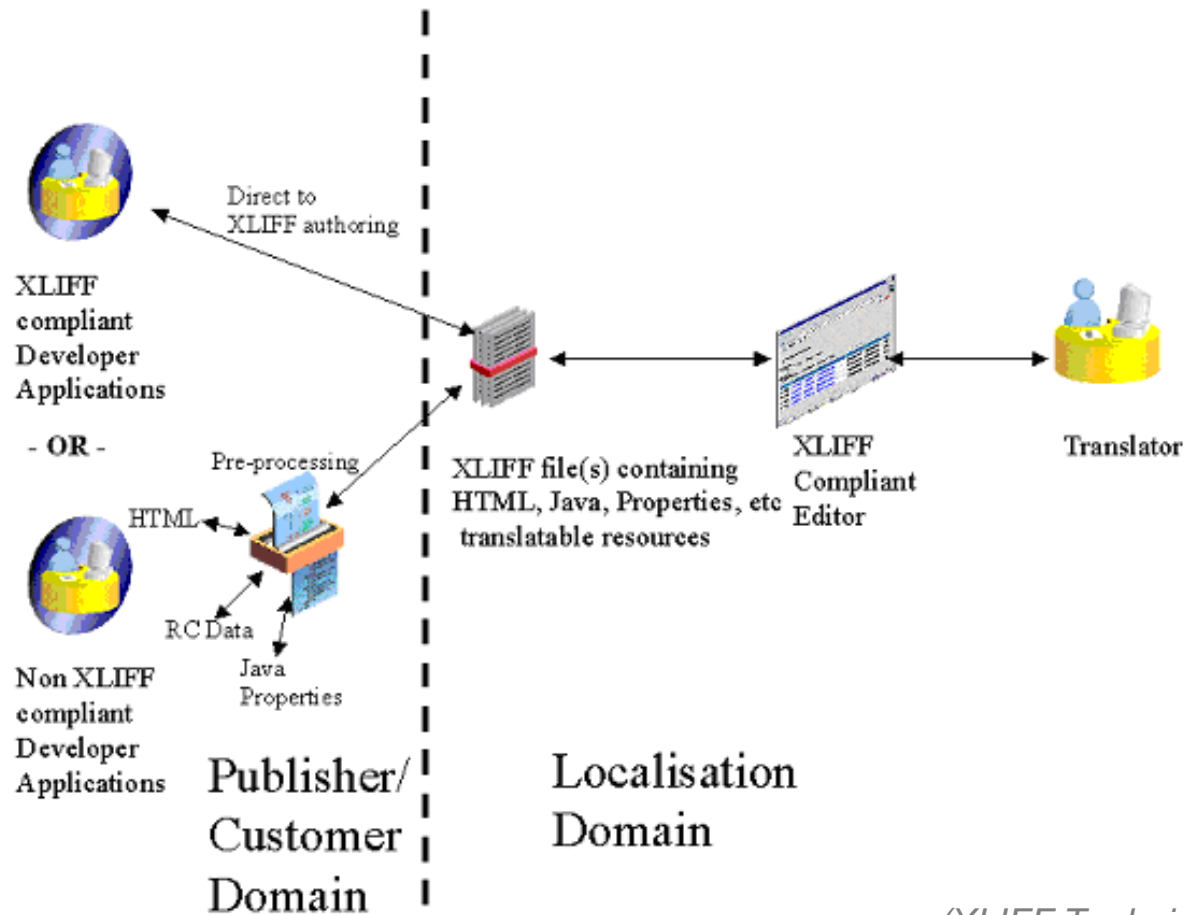 Direct to
XLIFF authoring
XLIFF
compliant
Developer
Applications
- OR -
Pre-processing
HTML
RC Data
Java
Properties
Non XLIFF
compliant
Developer
Applications
XLIFF file(s) containing
HTML, Java, Properties, etc
translatable resources
XLIFF
Compliant
Editor
Translator
Publisher/
Customer
Domain
Localisation
Domain